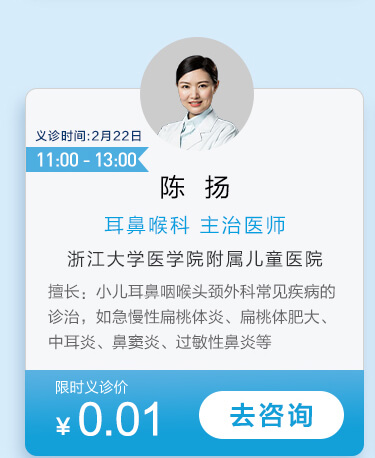 义诊时间:2月22日
11:00 - 13:00
陈 扬
耳鼻喉科 主治医师
浙江大学医学院附属儿童医院
擅长：小儿耳鼻咽喉头颈外科常见疾病的
诊治，如急慢性扁桃体炎、扁桃体肥大、
中耳炎、鼻窦炎、过敏性鼻炎等
限时义诊价
¥ 0.01
去咨询